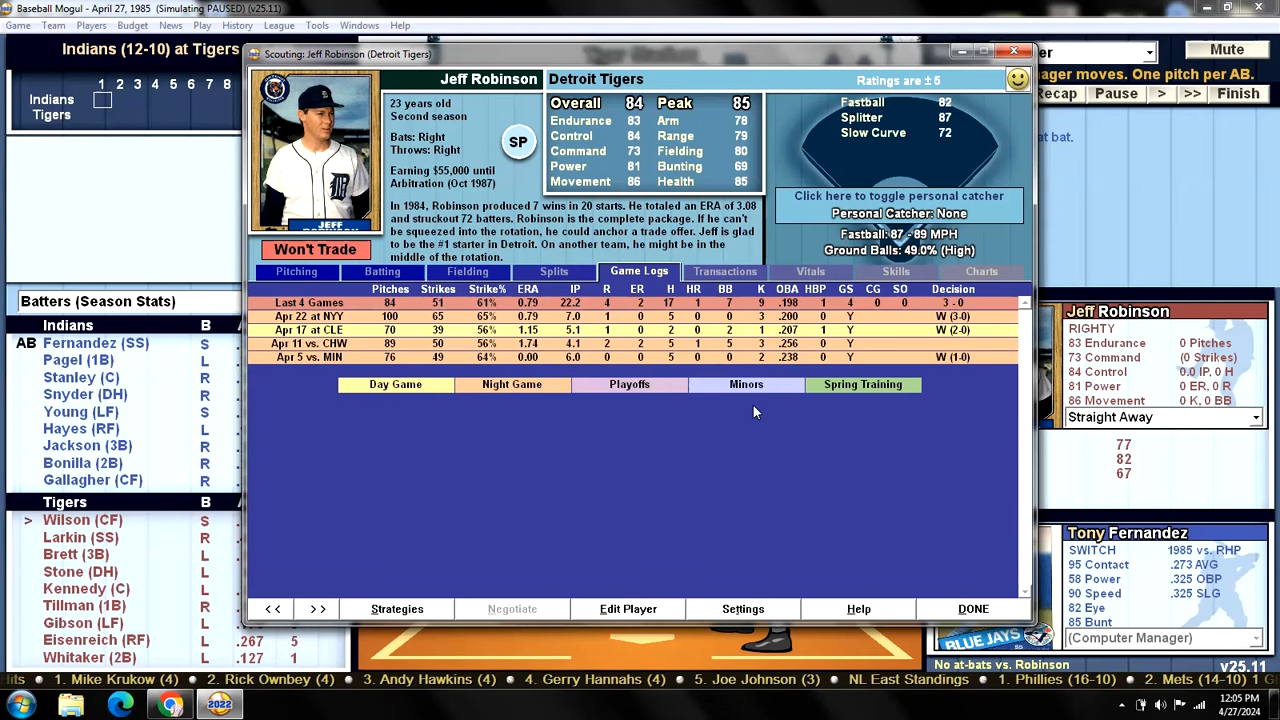 Baseball Mogul - April 27, 1985 (Simulating PAUSED) (v25.11)
Game Team Players Budget News Play History League Tools Windows Help
Indians (12-10) at Tigers
Mute
1 2 3 4 5 6 7 8
Indians
Tigers
nager moves. One pitch per AB.
Recap Pause > >> Finish
at bat.
Scouting: Jeff Robinson (Detroit Tigers)
Jeff Robinson
Detroit Tigers
Ratings are ± 5
23 years old
Second season
Bats: Right
Throws: Right
Earning $55,000 until
Arbitration (Oct 1987)
SP
Overall 84 Peak 85
Endurance 83 Arm 78
Control 84 Range 79
Command 73 Fielding 80
Power 81 Bunting 69
Movement 86 Health 85
Fastball 82
Splitter 87
Slow Curve 72
Click here to toggle personal catcher
Personal Catcher: None
Fastball: 87 - 89 MPH
Ground Balls: 49.0% (High)
In 1984, Robinson produced 7 wins in 20 starts. He totaled an ERA of 3.08
and struckout 72 batters. Robinson is the complete package. If he can't
be squeezed into the rotation, he could anchor a trade offer. Jeff is glad
to be the #1 starter in Detroit. On another team, he might be in the
middle of the rotation.
JEFF
Won't Trade
Pitching Batting Fielding Splits Game Logs Transactions Vitals Skills Charts
Pitches Strikes Strike% ERA IP R ER H HR BB K OBA HBP GS CG SO Decision
Last 4 Games 84 51 61% 0.79 22.2 4 2 17 1 7 9 .198 1 4 0 0 3 - 0
Apr 22 at NYY 100 65 65% 0.79 7.0 1 0 5 0 0 3 .200 0 Y W (3-0)
Apr 17 at CLE 70 39 56% 1.15 5.1 1 0 2 0 2 1 .207 1 Y W (2-0)
Apr 11 vs. CHW 89 50 56% 1.74 4.1 2 2 5 1 5 3 .256 0 Y
Apr 5 vs. MIN 76 49 64% 0.00 6.0 0 0 5 0 0 2 .238 0 Y W (1-0)
Day Game Night Game Playoffs Minors Spring Training
<< >> Strategies Negotiate Edit Player Settings Help DONE
Batters (Season Stats)
Indians B
AB Fernandez (SS) S
Pagel (1B) L
Stanley (C) R
Snyder (DH) R
Young (LF) S
Hayes (RF) L
Jackson (3B) R
Bonilla (2B) R
Gallagher (CF) R
Tigers B
> Wilson (CF) S
Larkin (SS) R
Brett (3B) L
Stone (DH) L
Kennedy (C) L
Tillman (1B) R
Gibson (LF) L
Eisenreich (RF) L .267 5
Whitaker (2B) L .127 1
Jeff Robinson
RIGHTY
83 Endurance 0 Pitches
73 Command (0 Strikes)
84 Control 0.0 IP, 0 H
81 Power 0 ER, 0 R
86 Movement 0 K, 0 BB
Straight Away
77
82
67
Tony Fernandez
SWITCH 1985 vs. RHP
95 Contact .273 AVG
58 Power .325 OBP
90 Speed .325 SLG
82 Eye
85 Bunt
(Computer Manager)
BLUE JAYS
No at-bats vs. Robinson
v25.11
Hits 1. Mike Krukow (4) 2. Rick Ownbey (4) 3. Andy Hawkins (4) 4. Gerry Hannahs (4) 5. Joe Johnson (3) NL East Standings 1. Phillies (16-10) 2. Mets (14-10) 1 G
2022
12:05 PM
4/27/2024